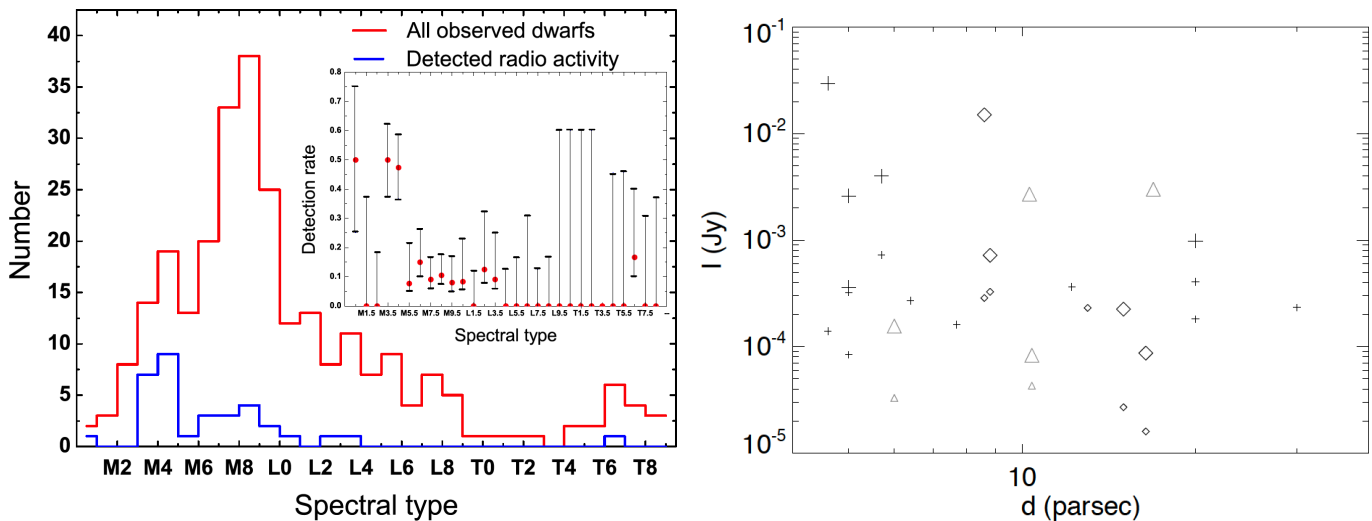 All observed dwarfs
Detected radio activity
Number
40
35
30
25
20
15
10
5
0
M2 M4 M6 M8 L0 L2 L4 L6 L8 T0 T2 T4 T6 T8
Spectral type
Detection rate
0.8
0.7
0.6
0.5
0.4
0.3
0.2
0.1
0.0
M1.5 M3.5 M5.5 M7.5 M9.5 L1.5 L3.5 L5.5 L7.5 L9.5 T1.5 T3.5 T5.5 T7.5 --
Spectral type
I (Jy)
10^-1
10^-2
10^-3
10^-4
10^-5
10
d (parsec)